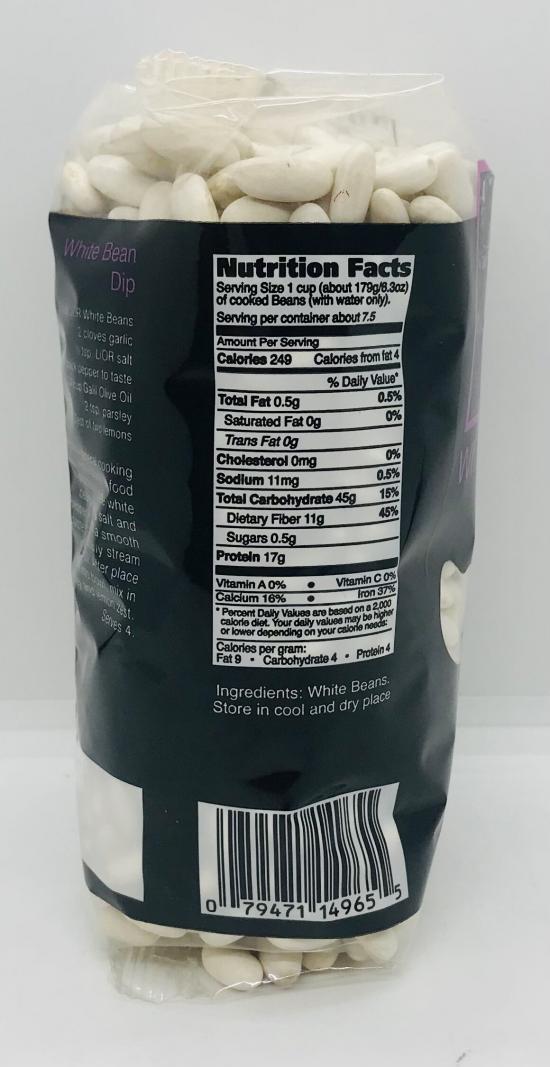 White Bean
Dip
White Beans
2 cloves garlic
tsp. LiOR salt
pepper to taste
Galil Olive Oil
2 tsp. parsley
lemons
cooking
food
white
salt and
a smooth
stream
place
mix in
zest.
Serves 4.
Nutrition Facts
Serving Size 1 cup (about 179g/6.3oz)
of cooked Beans (with water only).
Serving per container about 7.5
Amount Per Serving
Calories 249 Calories from fat 4
% Daily Value*
Total Fat 0.5g 0.5%
Saturated Fat 0g 0%
Trans Fat 0g
Cholesterol 0mg 0%
Sodium 11mg 0.5%
Total Carbohydrate 45g 15%
Dietary Fiber 11g 45%
Sugars 0.5g
Protein 17g
Vitamin A 0% • Vitamin C 0%
Calcium 16% • Iron 37%
* Percent Daily Values are based on a 2,000
calorie diet. Your daily values may be higher
or lower depending on your calorie needs:
Calories per gram:
Fat 9 • Carbohydrate 4 • Protein 4
Ingredients: White Beans.
Store in cool and dry place
0 79471 14965 5